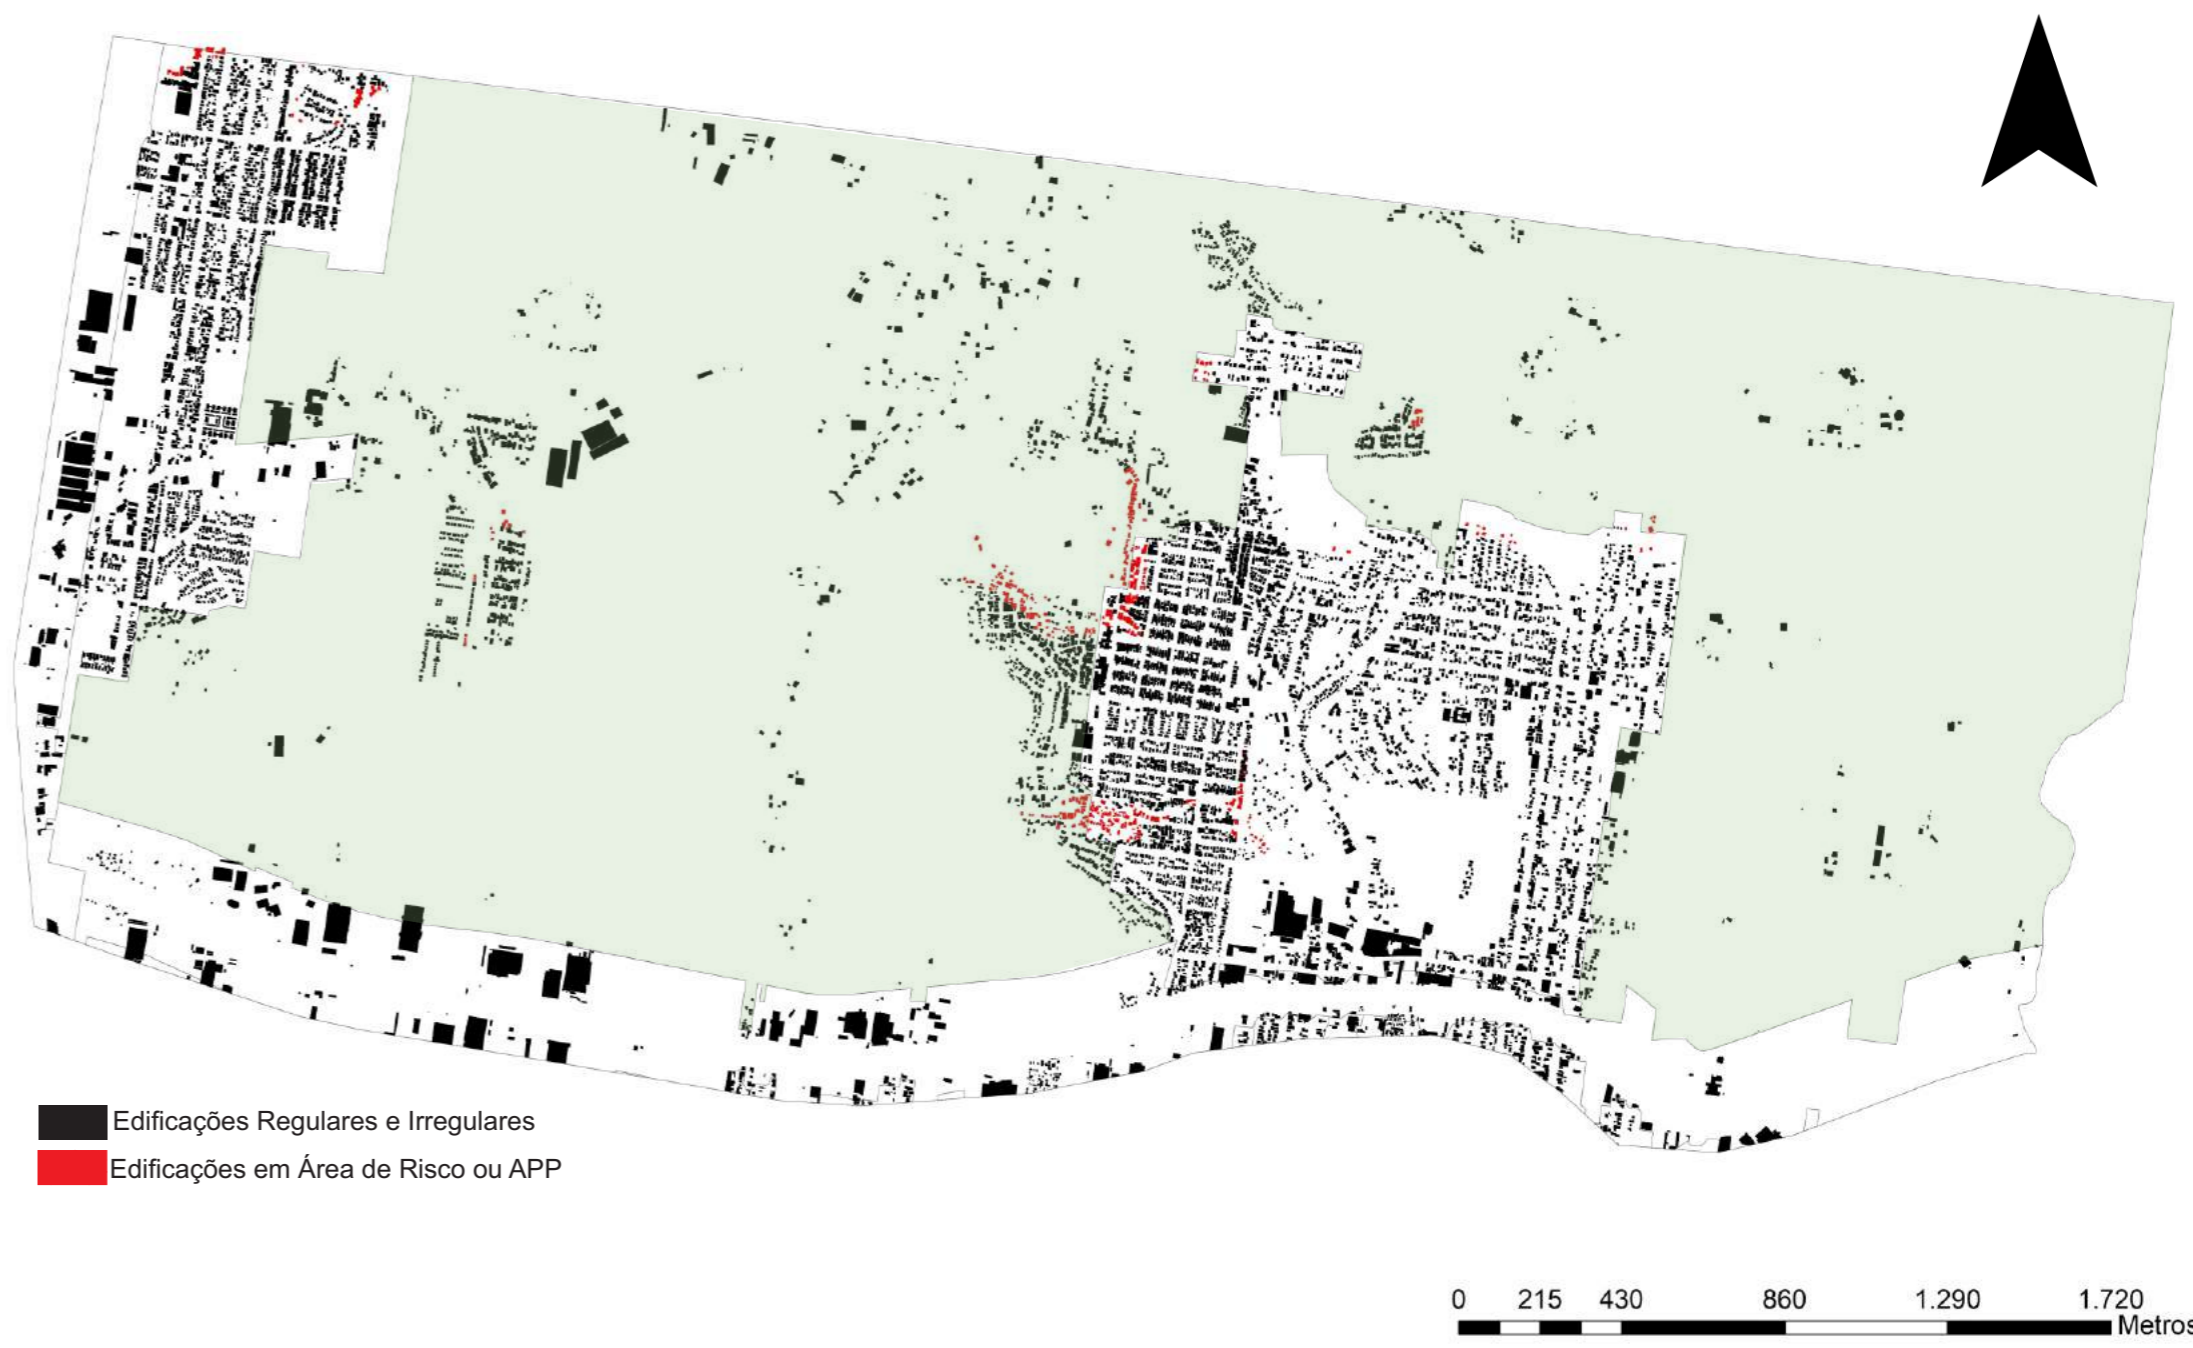 Edificações Regulares e Irregulares
Edificações em Área de Risco ou APP
0 215 430 860 1.290 1.720
Metros